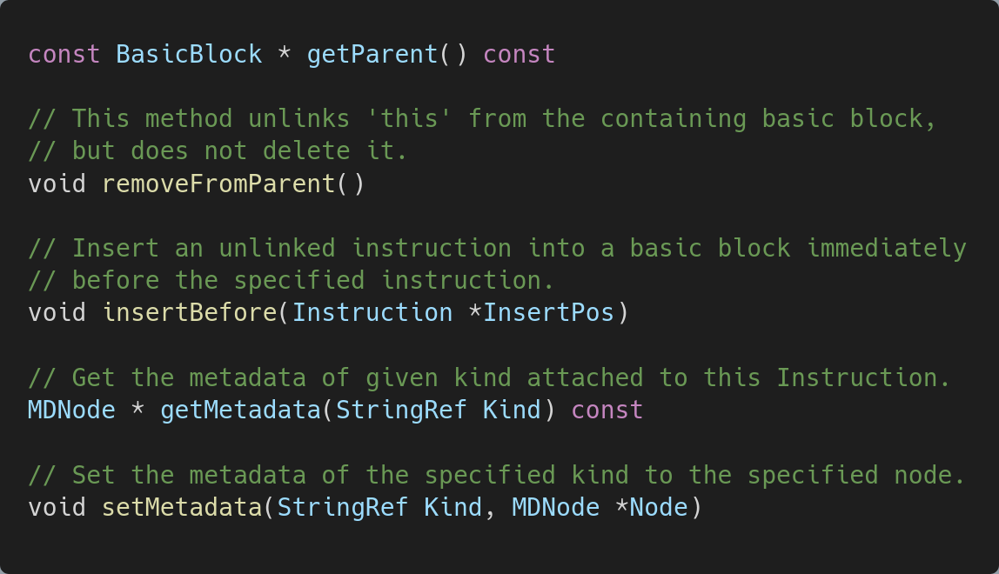 const BasicBlock * getParent() const
// This method unlinks 'this' from the containing basic block,
// but does not delete it.
void removeFromParent()
// Insert an unlinked instruction into a basic block immediately
// before the specified instruction.
void insertBefore(Instruction *InsertPos)
// Get the metadata of given kind attached to this Instruction.
MDNode * getMetadata(StringRef Kind) const
// Set the metadata of the specified kind to the specified node.
void setMetadata(StringRef Kind, MDNode *Node)